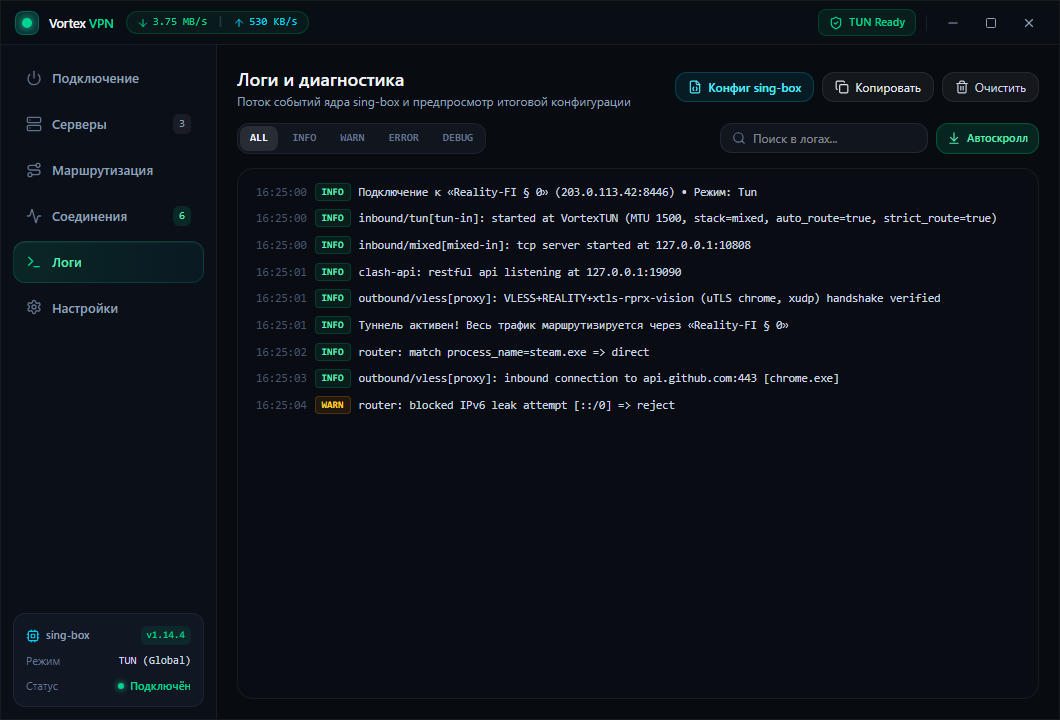 Vortex VPN
3.75 MB/s | 530 KB/s
TUN Ready
Подключение
Серверы 3
Маршрутизация
Соединения 6
Логи
Настройки
sing-box v1.14.4
Режим TUN (Global)
Статус Подключён
Логи и диагностика
Поток событий ядра sing-box и предпросмотр итоговой конфигурации
Конфиг sing-box
Копировать
Очистить
ALL INFO WARN ERROR DEBUG
Поиск в логах...
Автоскролл
16:25:00 INFO Подключение к «Reality-FI § 0» (203.0.113.42:8446) • Режим: Tun
16:25:00 INFO inbound/tun[tun-in]: started at VortexTUN (MTU 1500, stack=mixed, auto_route=true, strict_route=true)
16:25:00 INFO inbound/mixed[mixed-in]: tcp server started at 127.0.0.1:10808
16:25:01 INFO clash-api: restful api listening at 127.0.0.1:19090
16:25:01 INFO outbound/vless[proxy]: VLESS+REALITY+xtls-rprx-vision (uTLS chrome, xudp) handshake verified
16:25:01 INFO Туннель активен! Весь трафик маршрутизируется через «Reality-FI § 0»
16:25:02 INFO router: match process_name=steam.exe => direct
16:25:03 INFO outbound/vless[proxy]: inbound connection to api.github.com:443 [chrome.exe]
16:25:04 WARN router: blocked IPv6 leak attempt [::/0] => reject